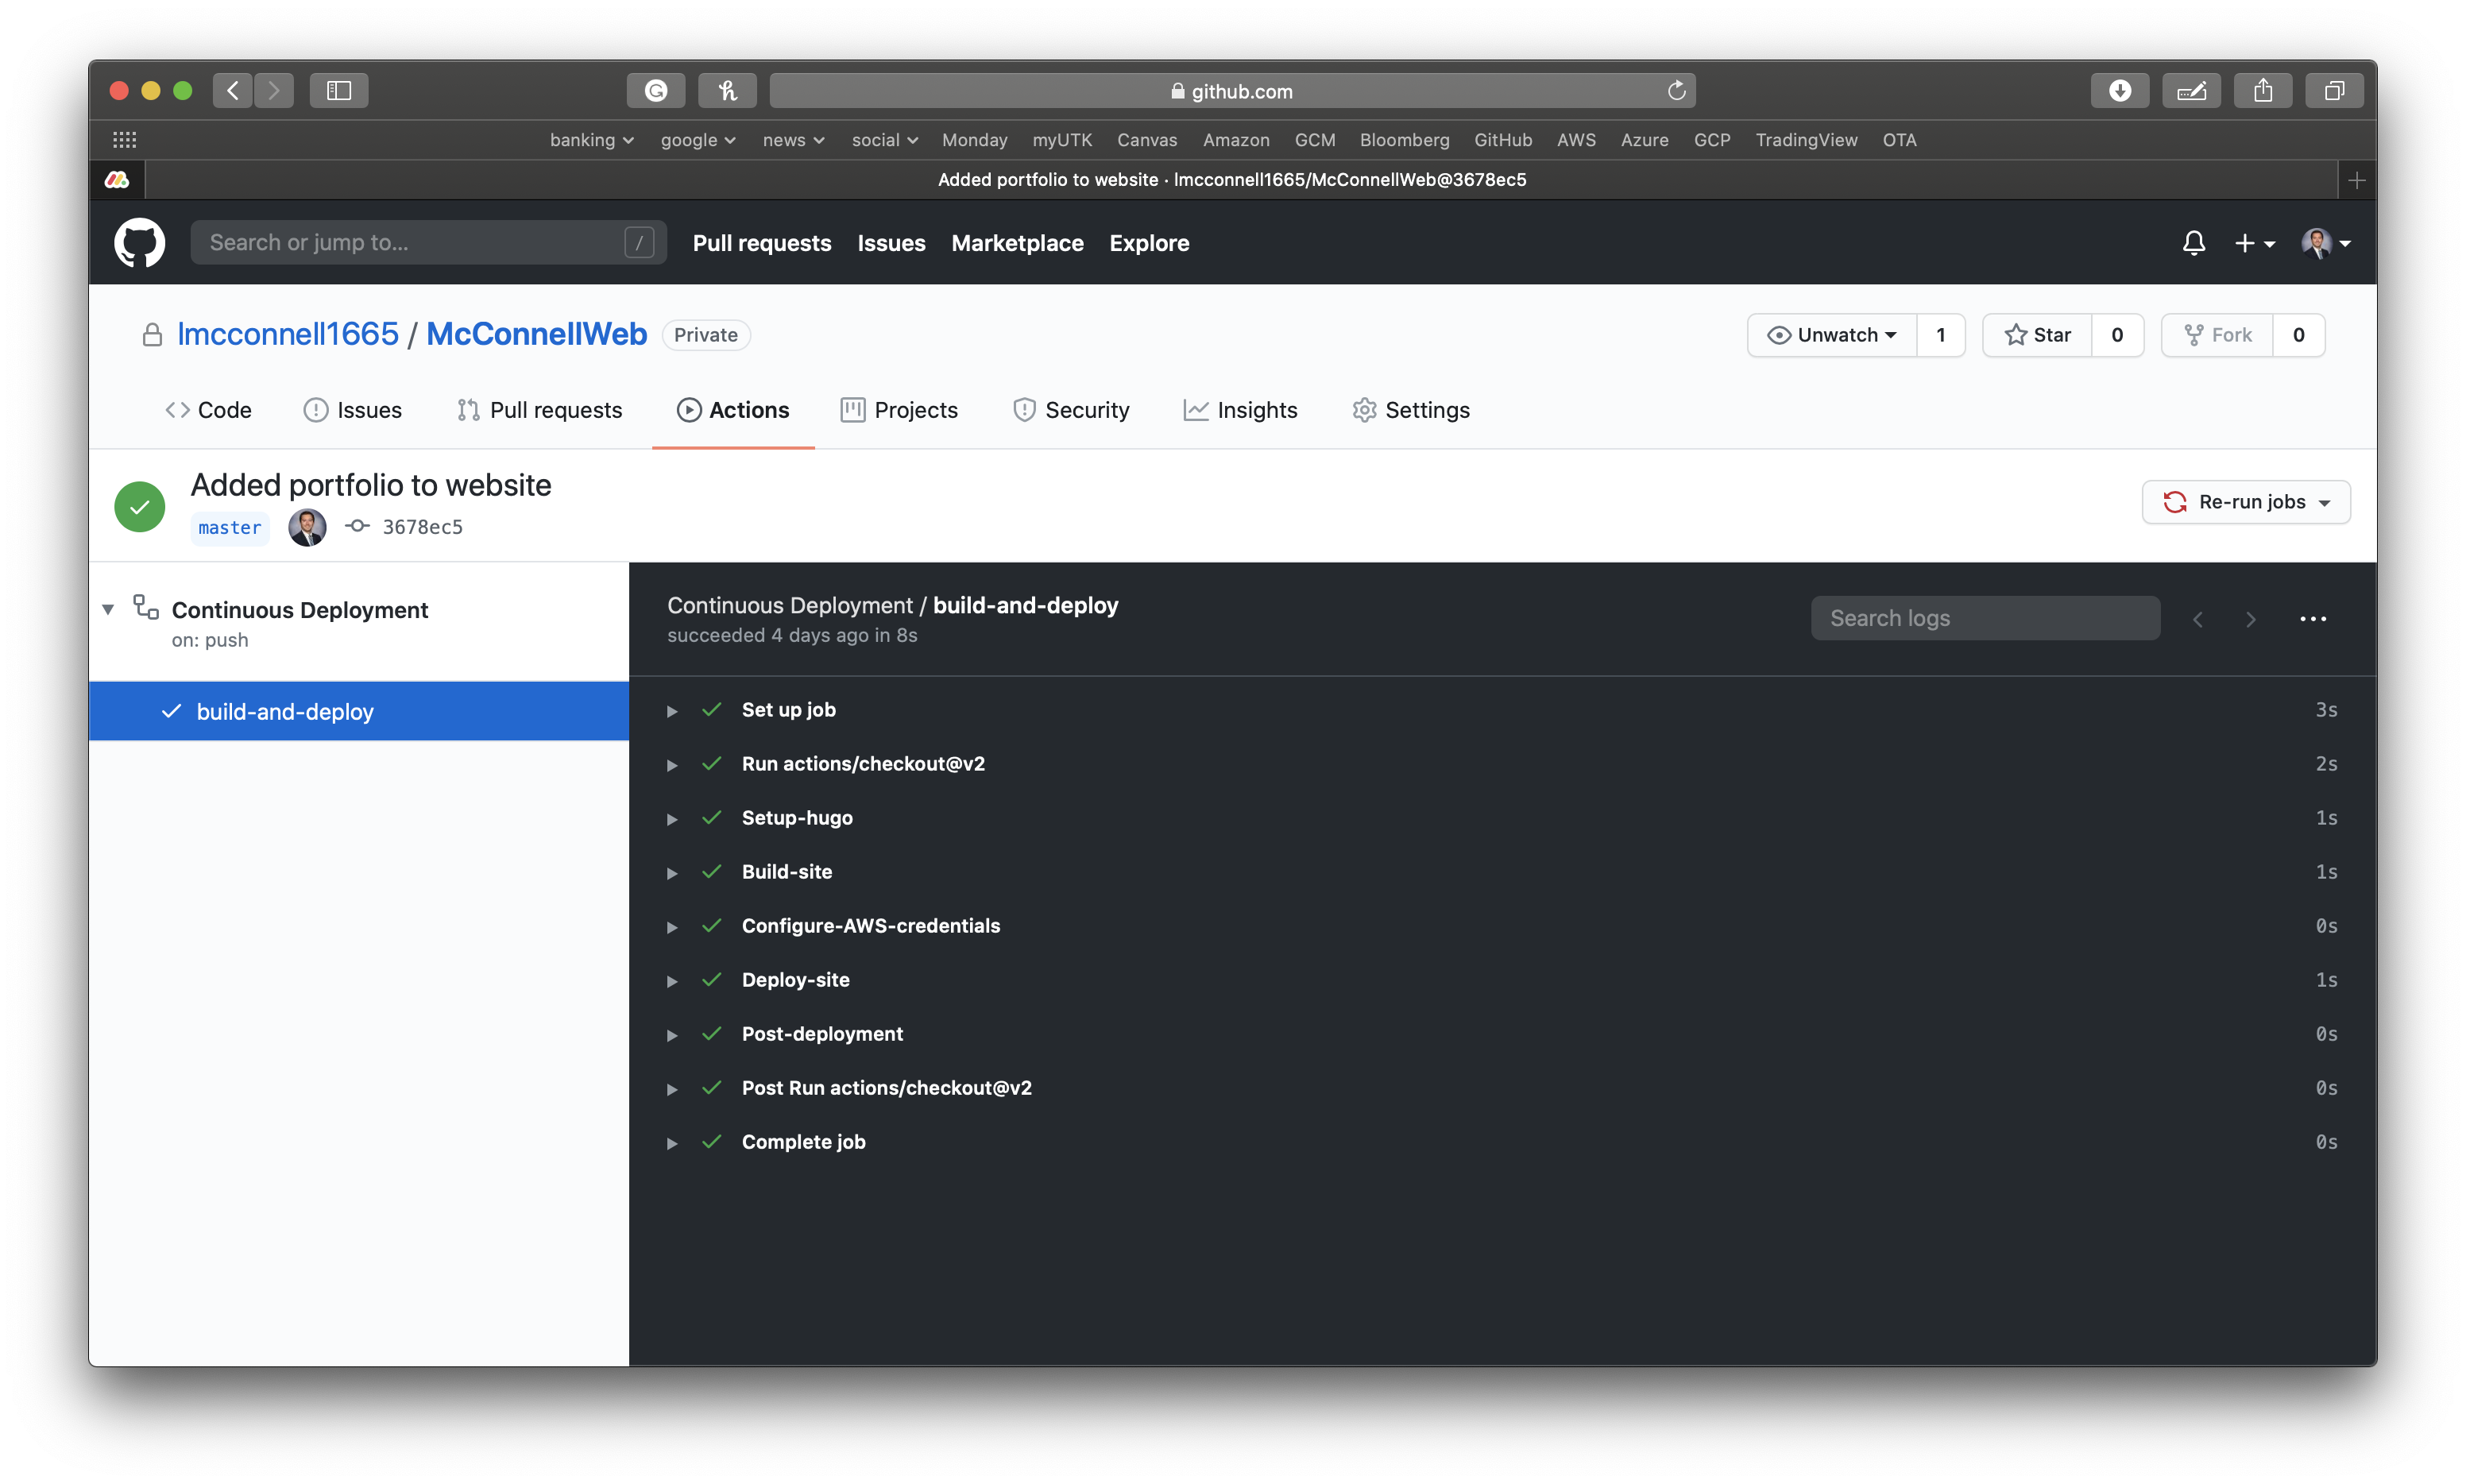 github.com
banking google news social Monday myUTK Canvas Amazon GCM Bloomberg GitHub AWS Azure GCP TradingView OTA
Added portfolio to website · lmcconnell1665/McConnellWeb@3678ec5
Search or jump to... / Pull requests Issues Marketplace Explore
lmcconnell1665 / McConnellWeb Private Unwatch 1 Star 0 Fork 0
Code Issues Pull requests Actions Projects Security Insights Settings
Added portfolio to website
master 3678ec5
Re-run jobs
Continuous Deployment
on: push
build-and-deploy
Continuous Deployment / build-and-deploy
succeeded 4 days ago in 8s
Search logs
Set up job 3s
Run actions/checkout@v2 2s
Setup-hugo 1s
Build-site 1s
Configure-AWS-credentials 0s
Deploy-site 1s
Post-deployment 0s
Post Run actions/checkout@v2 0s
Complete job 0s